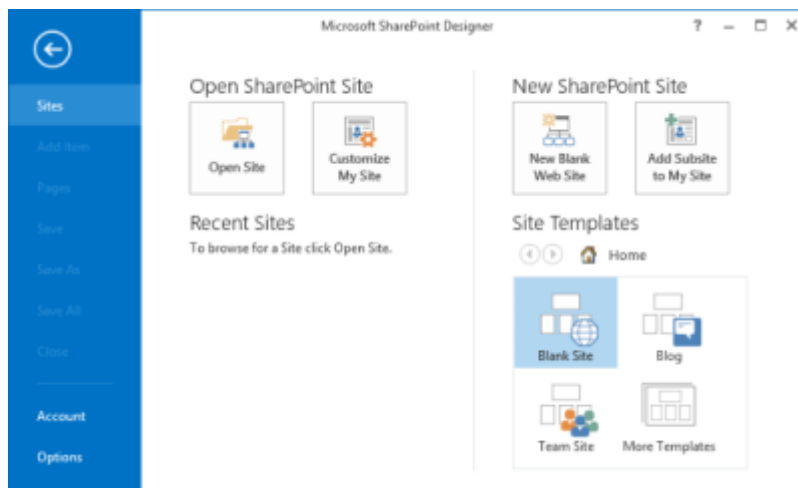 Microsoft SharePoint Designer
?
Sites
Add Item
Pages
Save
Save As
Save All
Close
Account
Options
Open SharePoint Site
Open Site
Customize
My Site
Recent Sites
To browse for a Site click Open Site.
New SharePoint Site
New Blank
Web Site
Add Subsite
to My Site
Site Templates
Home
Blank Site
Blog
Team Site
More Templates